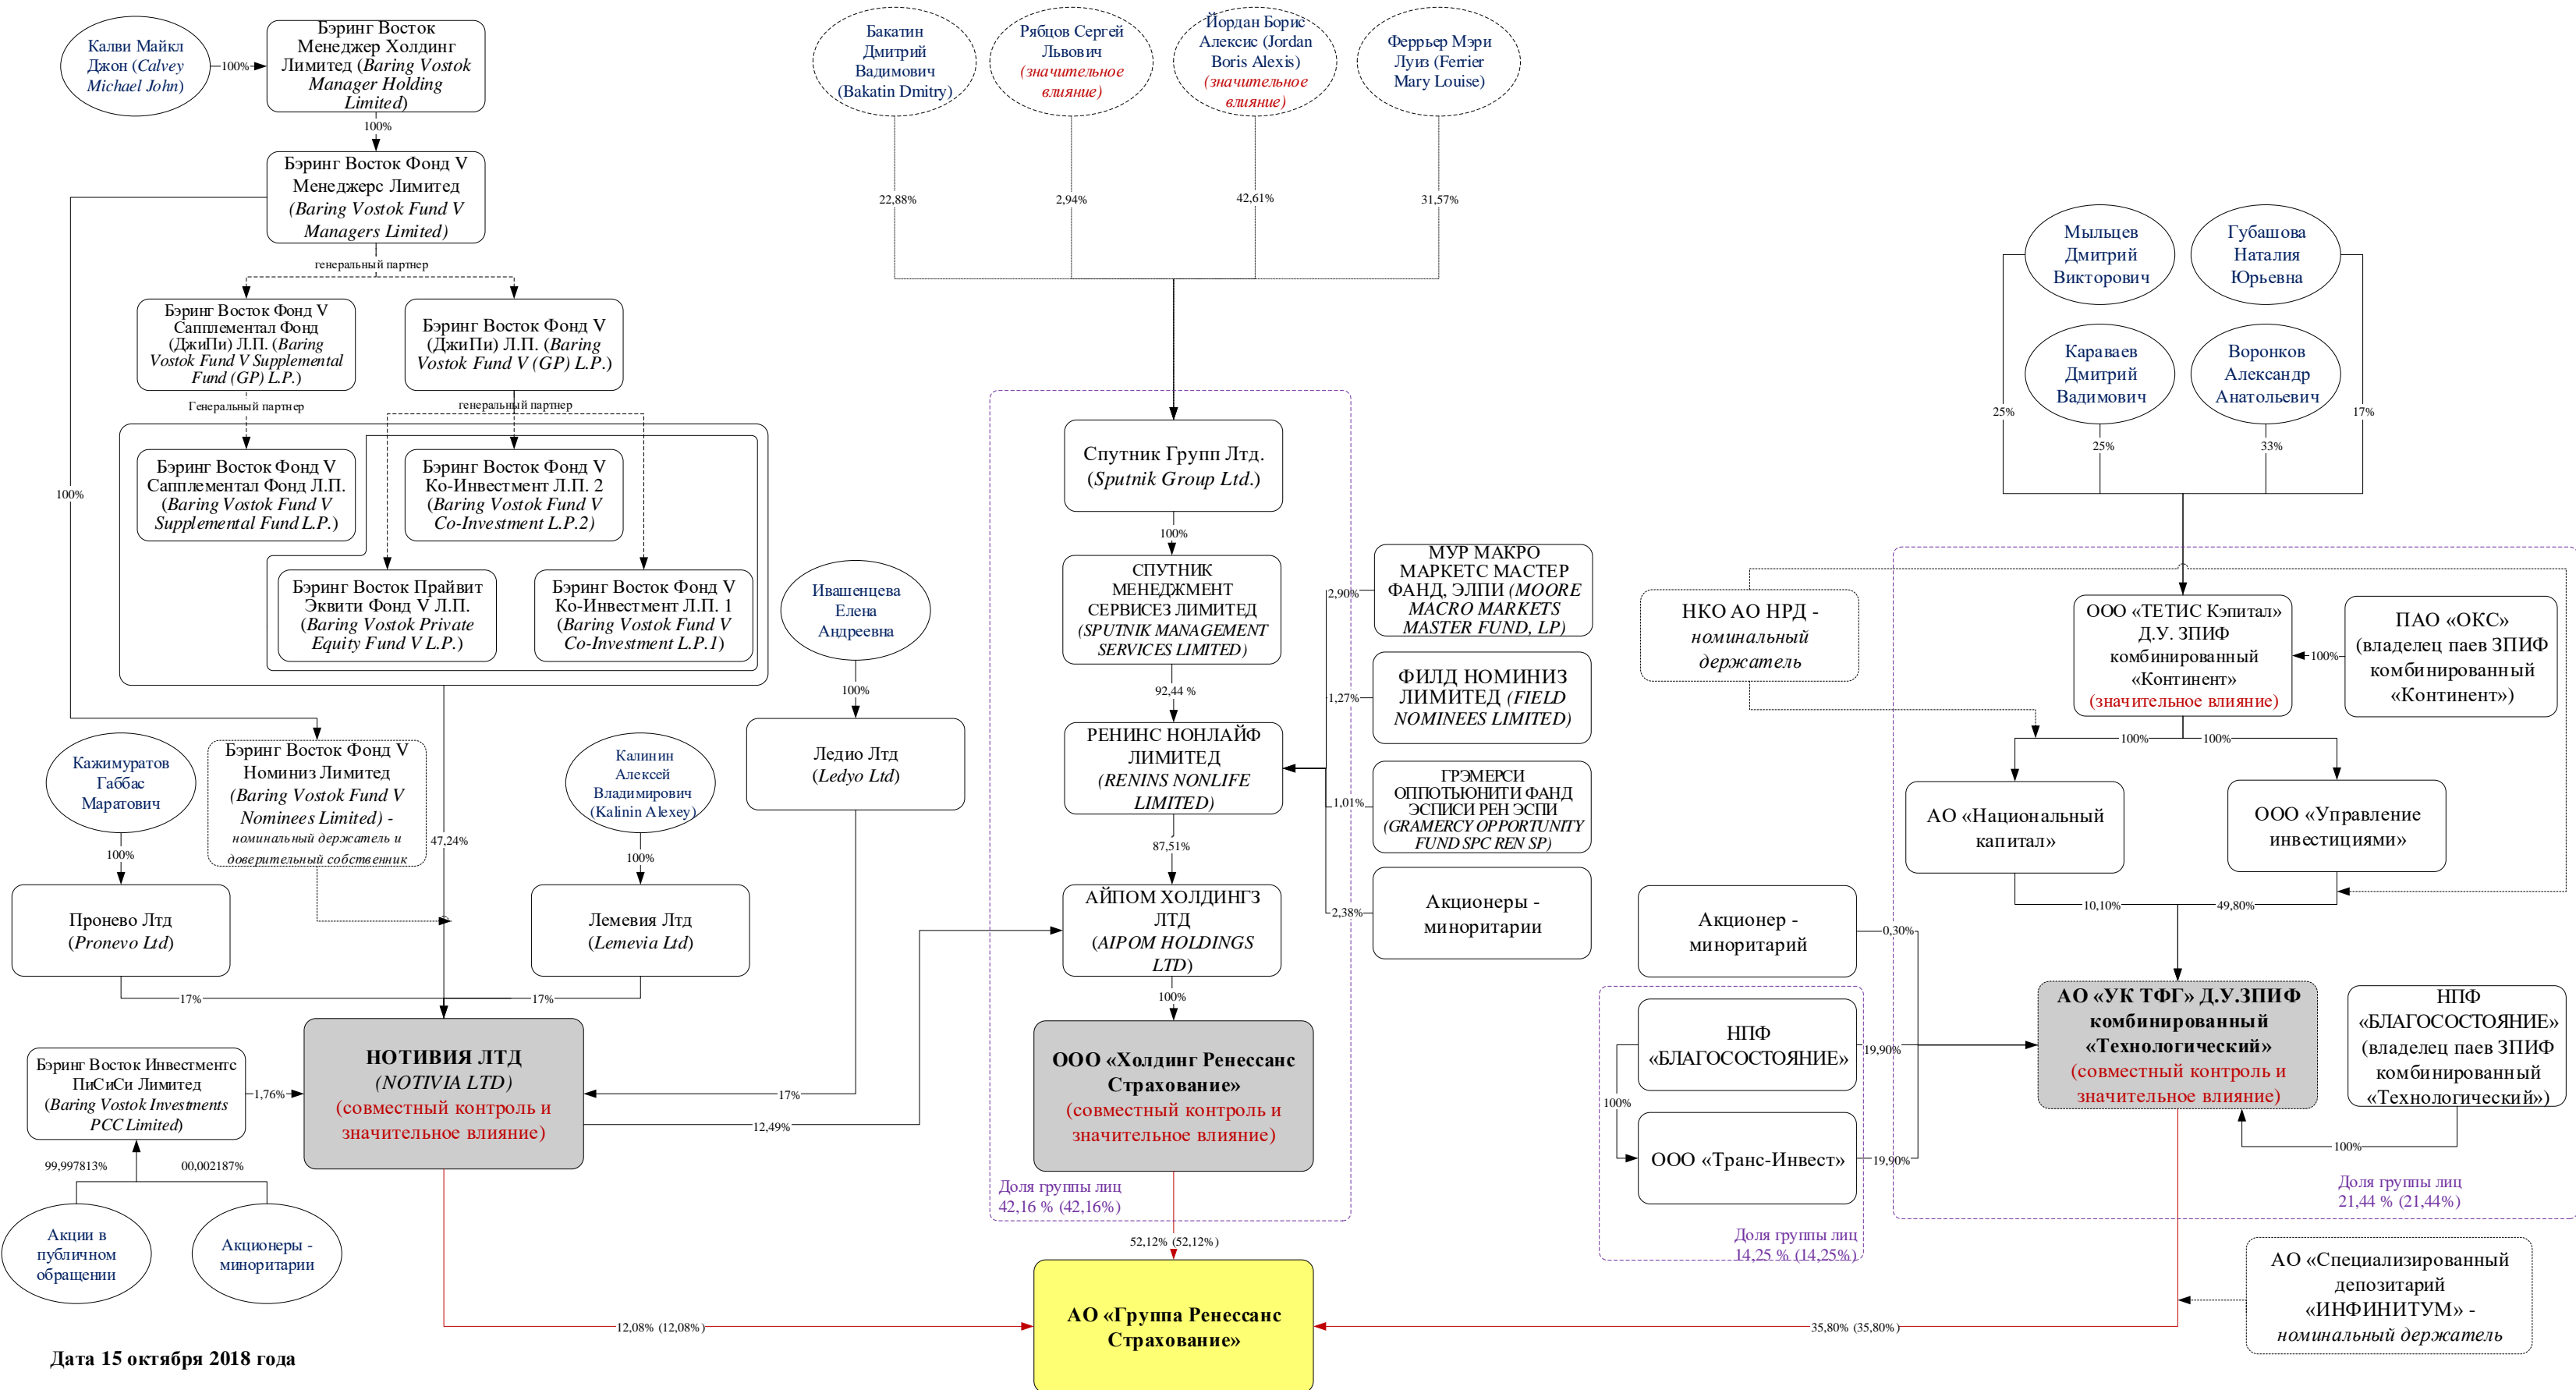 Калви Майкл
Джон (Calvey
Michael John)
100%
Бэринг Восток
Менеджер Холдинг
Лимитед (Baring Vostok
Manager Holding
Limited)
100%
Бэринг Восток Фонд V
Менеджерс Лимитед
(Baring Vostok Fund V
Managers Limited)
генеральный партнер
Бэринг Восток Фонд V
Сапплементал Фонд
(ДжиПи) Л.П. (Baring
Vostok Fund V Supplemental
Fund (GP) L.P.)
Бэринг Восток Фонд V
(ДжиПи) Л.П. (Baring
Vostok Fund V (GP) L.P.)
Генеральный партнер
генеральный партнер
Бэринг Восток Фонд V
Сапплементал Фонд Л.П.
(Baring Vostok Fund V
Supplemental Fund L.P.)
Бэринг Восток Фонд V
Ко-Инвестмент Л.П. 2
(Baring Vostok Fund V
Co-Investment L.P.2)
100%
Бэринг Восток Прайвит
Эквити Фонд V Л.П.
(Baring Vostok Private
Equity Fund V L.P.)
Бэринг Восток Фонд V
Ко-Инвестмент Л.П. 1
(Baring Vostok Fund V
Co-Investment L.P.1)
Ивашенцева
Елена
Андреевна
100%
Ледио Лтд
(Ledyo Ltd)
Кажимуратов
Габбас
Маратович
100%
Бэринг Восток Фонд V
Номиниз Лимитед
(Baring Vostok Fund V
Nominees Limited) -
номинальный держатель и
доверительный собственник
47,24%
Калинин
Алексей
Владимирович
(Kalinin Alexey)
100%
Проневo Лтд
(Pronevo Ltd)
Лемевия Лтд
(Lemevia Ltd)
17%
17%
Бэринг Восток Инвестментс
ПиСиСи Лимитед
(Baring Vostok Investments
PCC Limited)
1,76%
НОТИВИЯ ЛТД
(NOTIVIA LTD)
(совместный контроль и
значительное влияние)
17%
12,49%
99,997813%
00,002187%
Акции в
публичном
обращении
Акционеры -
миноритарии
12,08% (12,08%)
Дата 15 октября 2018 года
Бакатин
Дмитрий
Вадимович
(Bakatin Dmitry)
Рябцов Сергей
Львович
(значительное
влияние)
Йордан Борис
Алексис (Jordan
Boris Alexis)
(значительное
влияние)
Феррьер Мэри
Луиз (Ferrier
Mary Louise)
22,88%
2,94%
42,61%
31,57%
Спутник Групп Лтд.
(Sputnik Group Ltd.)
100%
СПУТНИК
МЕНЕДЖМЕНТ
СЕРВИСЕЗ ЛИМИТЕД
(SPUTNIK MANAGEMENT
SERVICES LIMITED)
92,44 %
РЕНИНС НОНЛАЙФ
ЛИМИТЕД
(RENINS NONLIFE
LIMITED)
87,51%
АЙПОМ ХОЛДИНГЗ
ЛТД
(AIPOM HOLDINGS
LTD)
100%
ООО «Холдинг Ренессанс
Страхование»
(совместный контроль и
значительное влияние)
Доля группы лиц
42,16 % (42,16%)
52,12% (52,12%)
АО «Группа Ренессанс
Страхование»
2,90%
МУР МАКРО
МАРКЕТС МАСТЕР
ФАНД, ЭЛПИ (MOORE
MACRO MARKETS
MASTER FUND, LP)
1,27%
ФИЛД НОМИНИЗ
ЛИМИТЕД (FIELD
NOMINEES LIMITED)
1,01%
ГРЭМЕРСИ
ОППОТЬЮНИТИ ФАНД
ЭСПИСИ РЕН ЭСПИ
(GRAMERCY OPPORTUNITY
FUND SPC REN SP)
2,38%
Акционеры -
миноритарии
Мыльцев
Дмитрий
Викторович
Губашова
Наталия
Юрьевна
Караваев
Дмитрий
Вадимович
Воронков
Александр
Анатольевич
25%
17%
25%
33%
НКО АО НРД -
номинальный
держатель
ООО «ТЕТИС Кэпитал»
Д.У. ЗПИФ
комбинированный
«Континент»
(значительное влияние)
100%
ПАО «ОКС»
(владелец паев ЗПИФ
комбинированный
«Континент»)
100%
100%
АО «Национальный
капитал»
ООО «Управление
инвестициями»
10,10%
49,80%
Акционер -
миноритарий
0,30%
НПФ
«БЛАГОСОСТОЯНИЕ»
19,90%
100%
ООО «Транс-Инвест»
19,90%
Доля группы лиц
14,25 % (14,25%)
АО «УК ТФГ» Д.У.ЗПИФ
комбинированный
«Технологический»
(совместный контроль и
значительное влияние)
НПФ
«БЛАГОСОСТОЯНИЕ»
(владелец паев ЗПИФ
комбинированный
«Технологический»)
100%
Доля группы лиц
21,44 % (21,44%)
АО «Специализированный
депозитарий
«ИНФИНИТУМ» -
номинальный держатель
35,80% (35,80%)